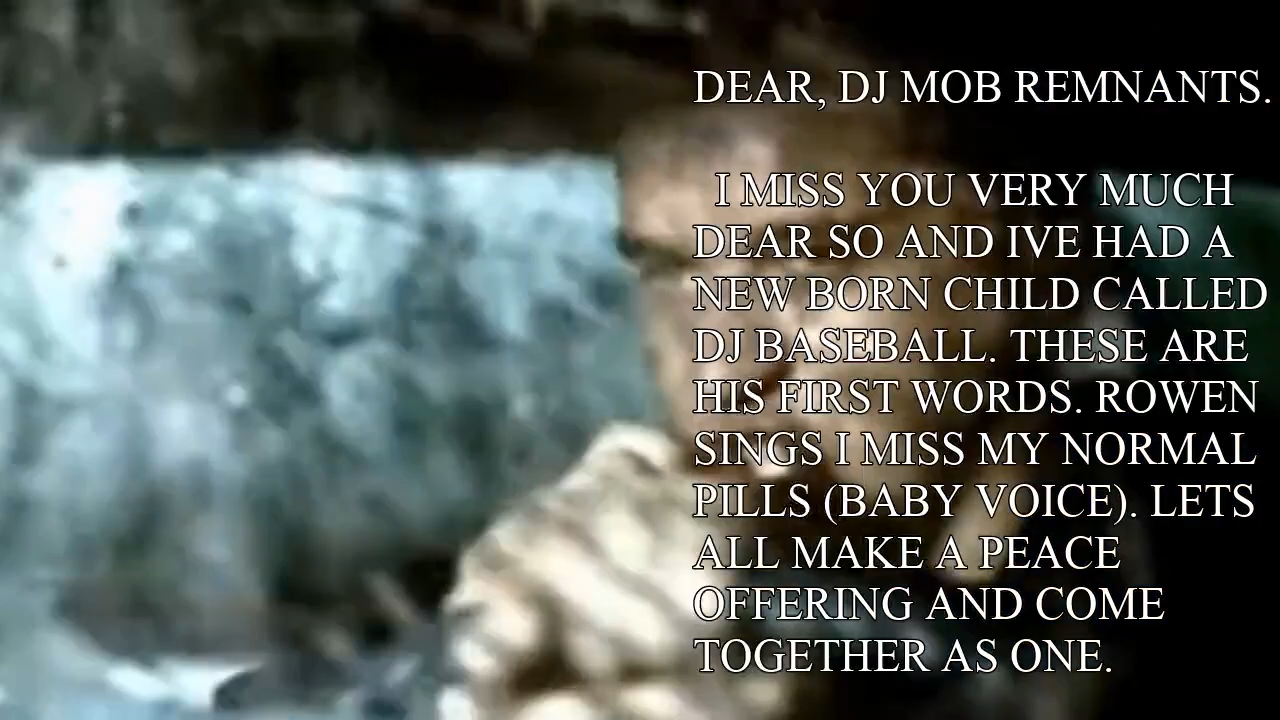 DEAR, DJ MOB REMNANTS.
I MISS YOU VERY MUCH
DEAR SO AND IVE HAD A
NEW BORN CHILD CALLED
DJ BASEBALL. THESE ARE
HIS FIRST WORDS. ROWEN
SINGS I MISS MY NORMAL
PILLS (BABY VOICE). LETS
ALL MAKE A PEACE
OFFERING AND COME
TOGETHER AS ONE.